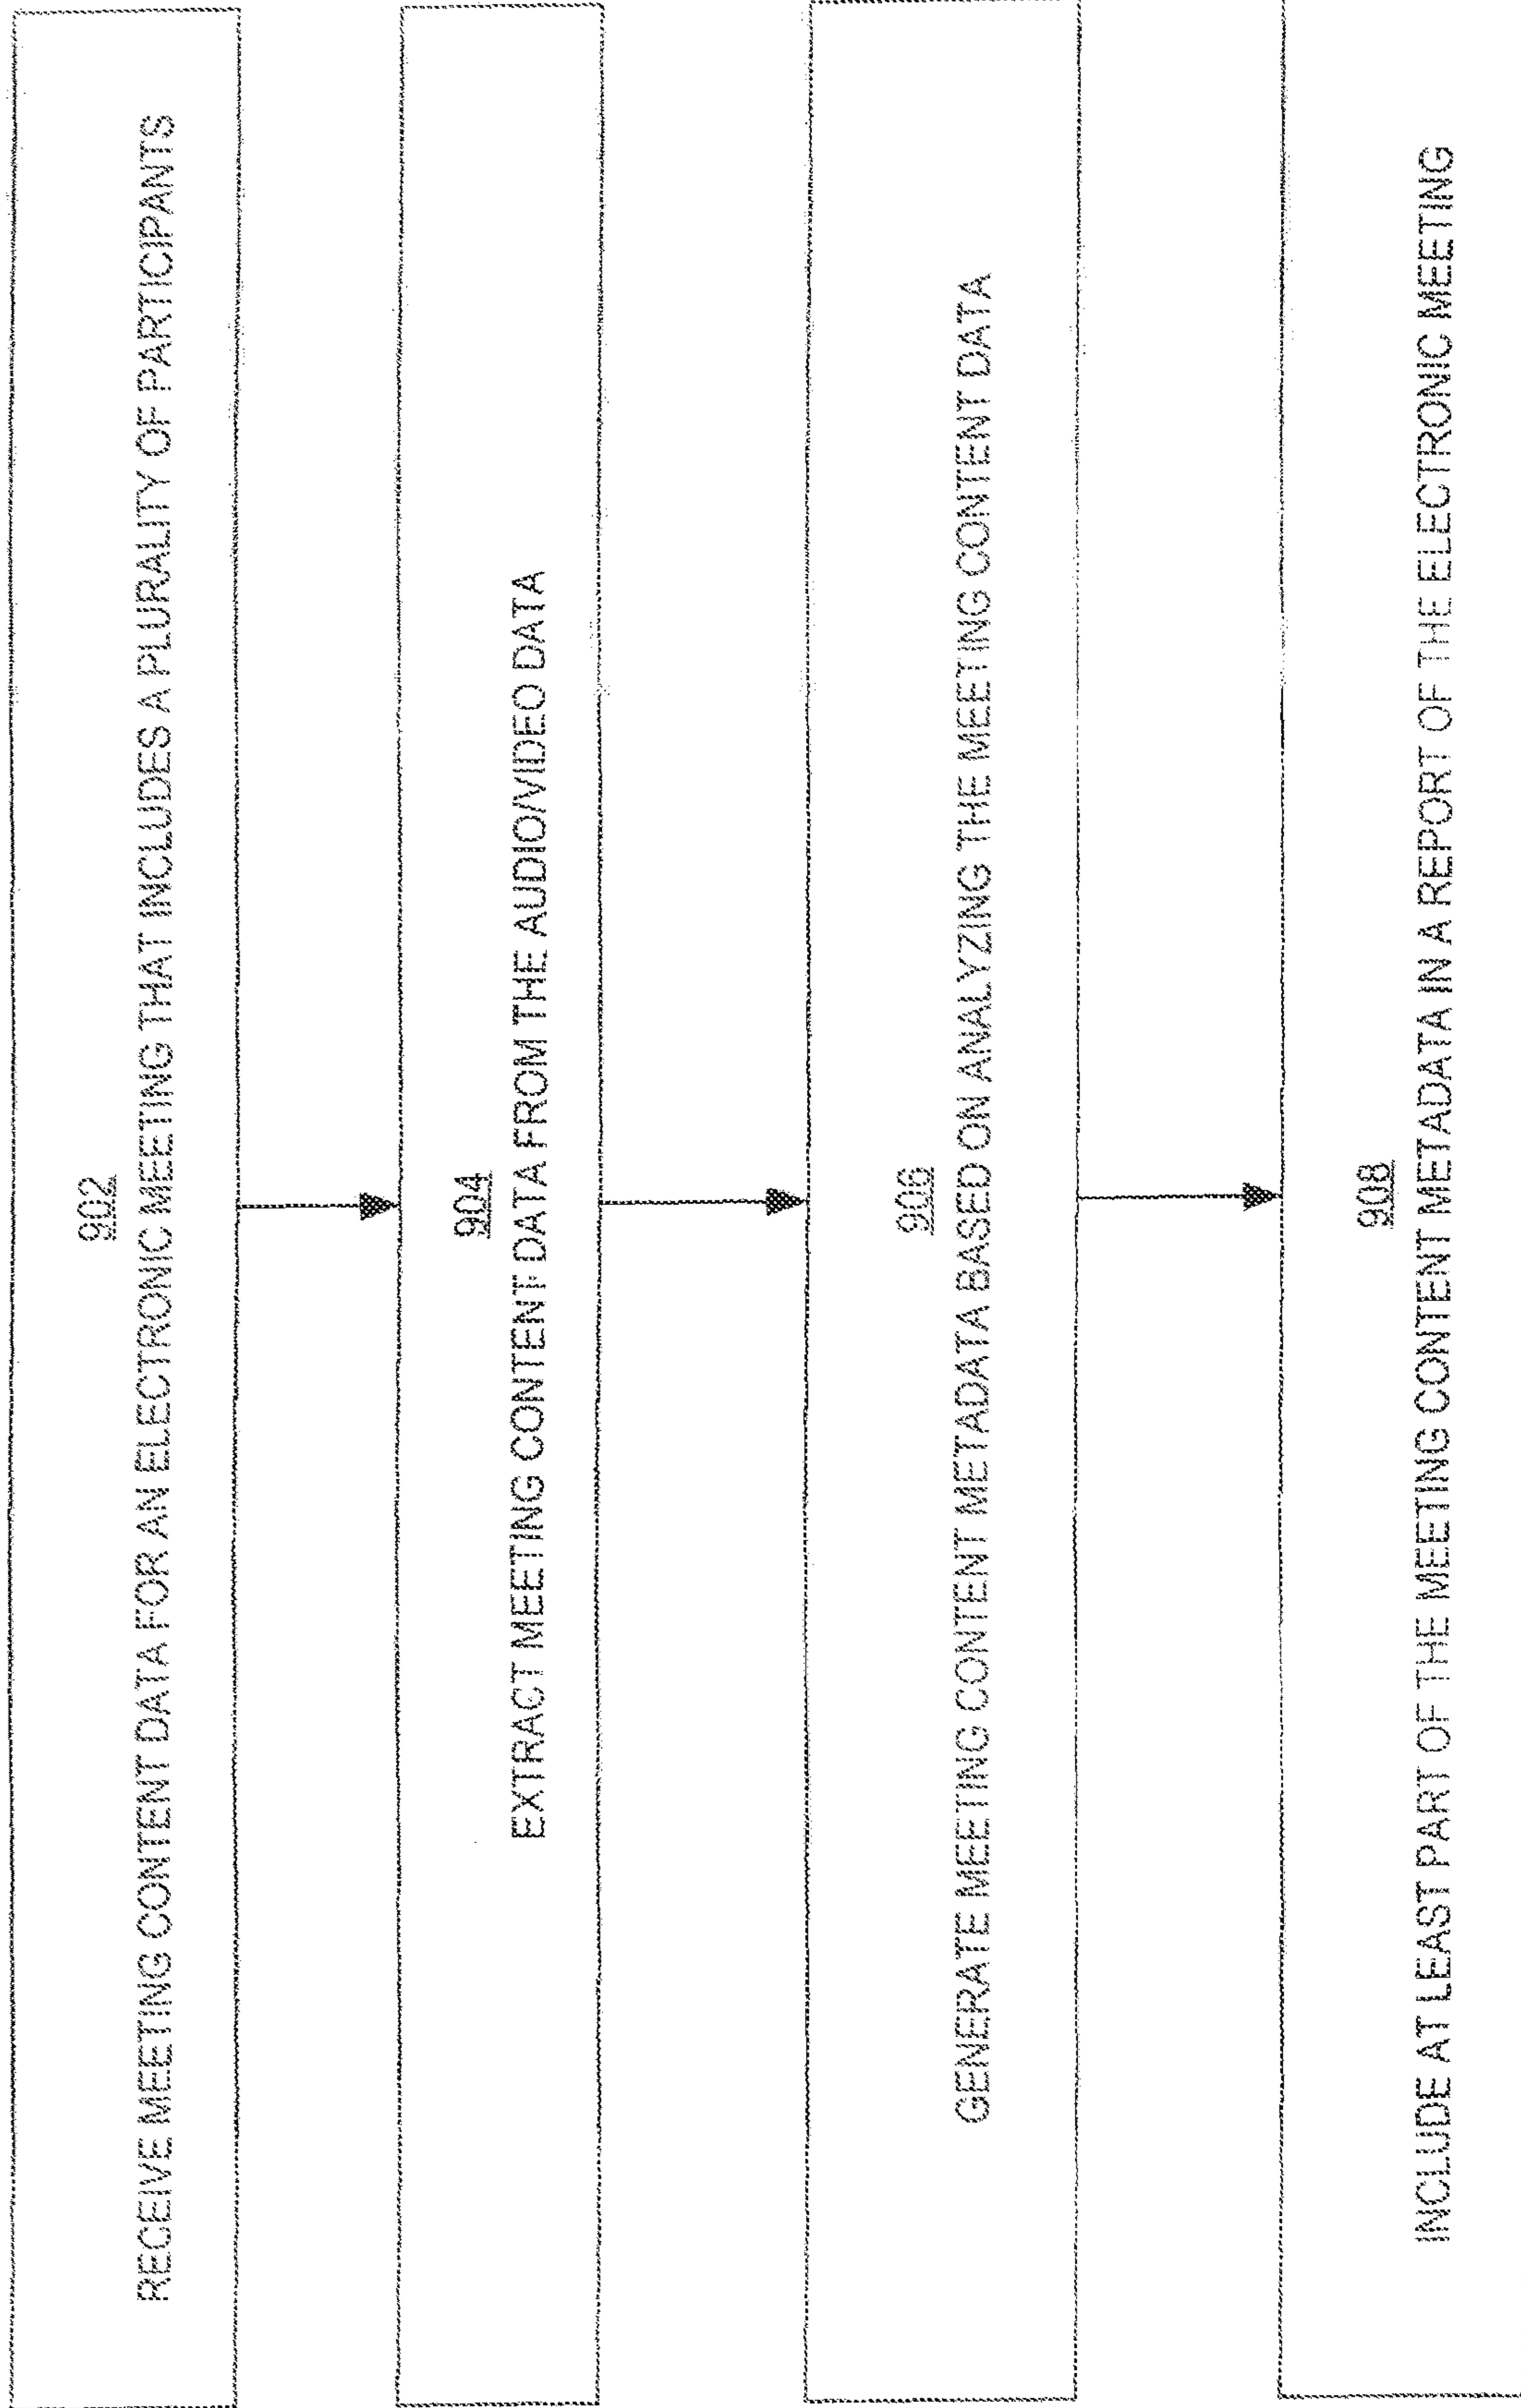 902
RECEIVE MEETING CONTENT DATA FOR AN ELECTRONIC MEETING THAT INCLUDES A PLURALITY OF PARTICIPANTS
904
EXTRACT MEETING CONTENT DATA FROM THE AUDIO/VIDEO DATA
906
GENERATE MEETING CONTENT METADATA BASED ON ANALYZING THE MEETING CONTENT DATA
908
INCLUDE AT LEAST PART OF THE MEETING CONTENT METADATA IN A REPORT OF THE ELECTRONIC MEETING